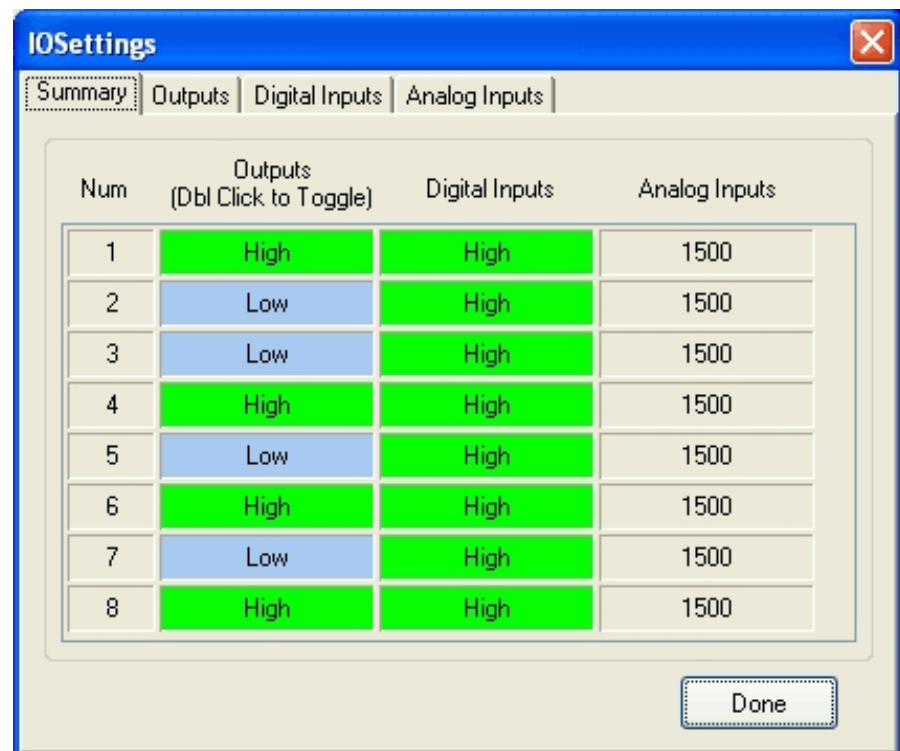 IOSettings
Summary Outputs Digital Inputs Analog Inputs
Num Outputs (Dbl Click to Toggle) Digital Inputs Analog Inputs
1 High High 1500
2 Low High 1500
3 Low High 1500
4 High High 1500
5 Low High 1500
6 High High 1500
7 Low High 1500
8 High High 1500
Done